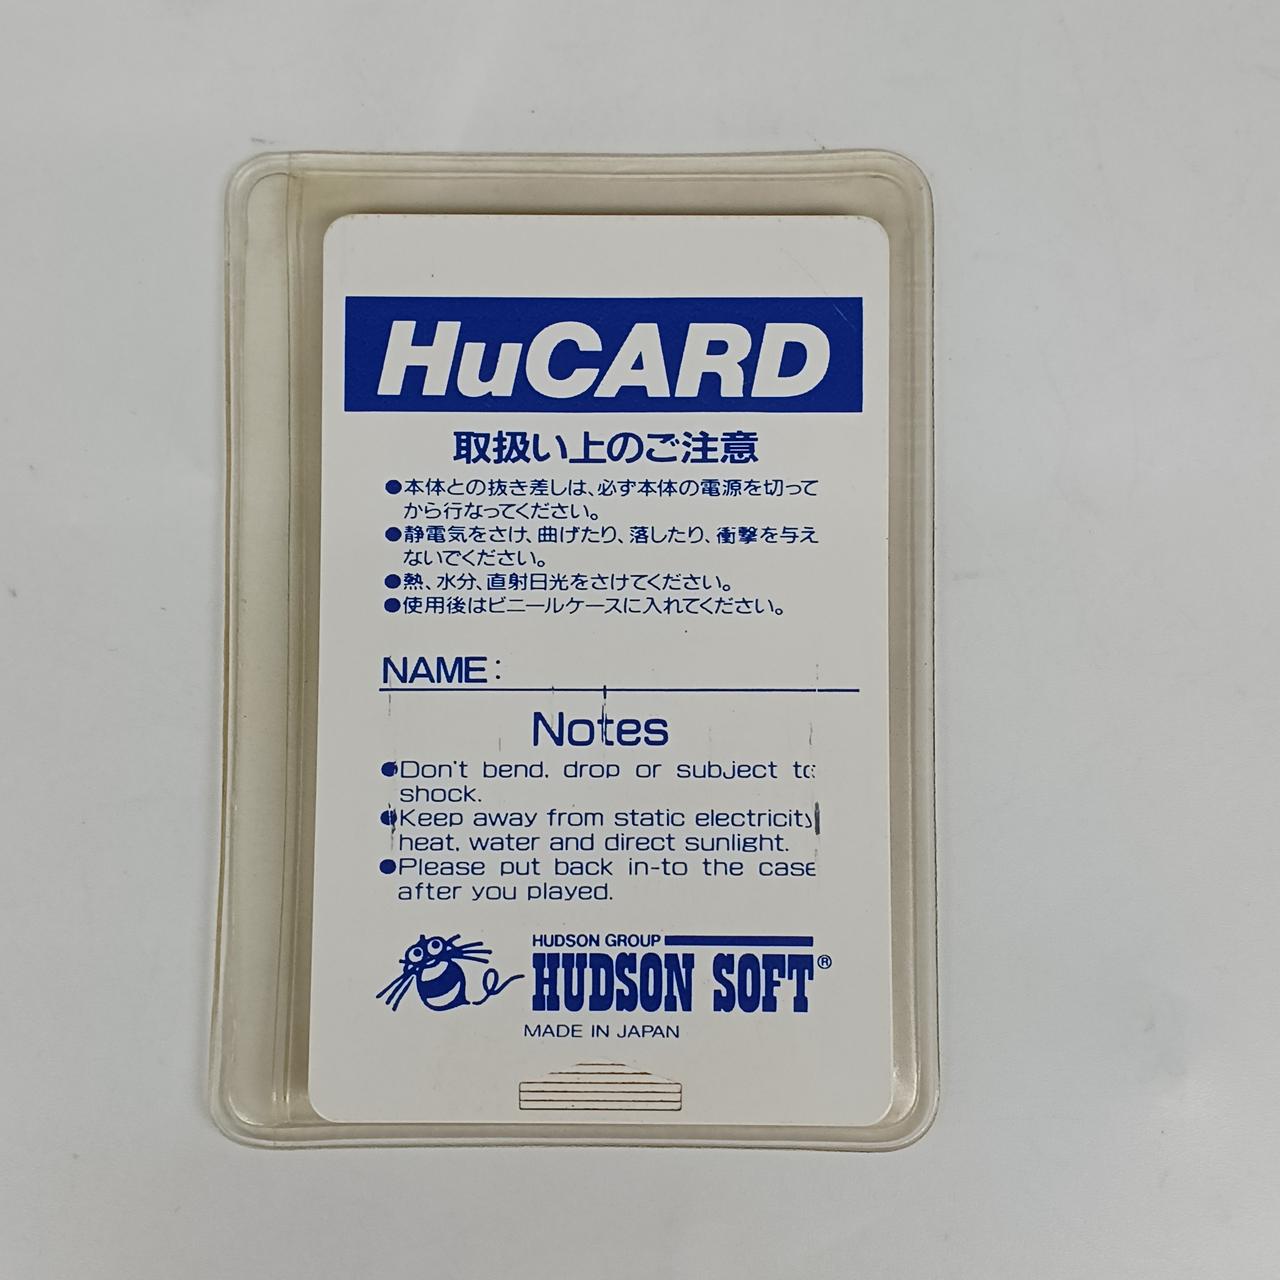 HuCARD
取扱い上のご注意
●本体との抜き差しは、必ず本体の電源を切って
から行なってください。
●静電気をさけ、曲げたり、落したり、衝撃を与え
ないでください。
●熱、水分、直射日光をさけてください。
●使用後はビニールケースに入れてください。
NAME:
Notes
●Don't bend, drop or subject to
shock.
●Keep away from static electricity
heat, water and direct sunlight.
●Please put back in-to the case
after you played.
HUDSON GROUP
HUDSON SOFT®
MADE IN JAPAN